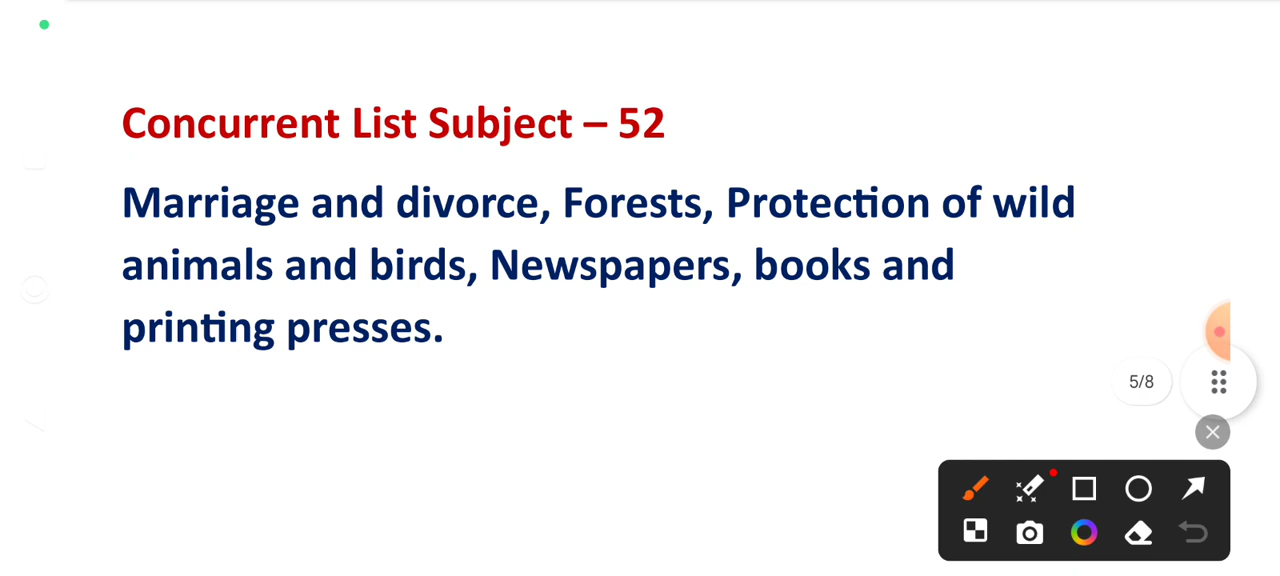 Concurrent List Subject – 52
Marriage and divorce, Forests, Protection of wild
animals and birds, Newspapers, books and
printing presses.
5/8